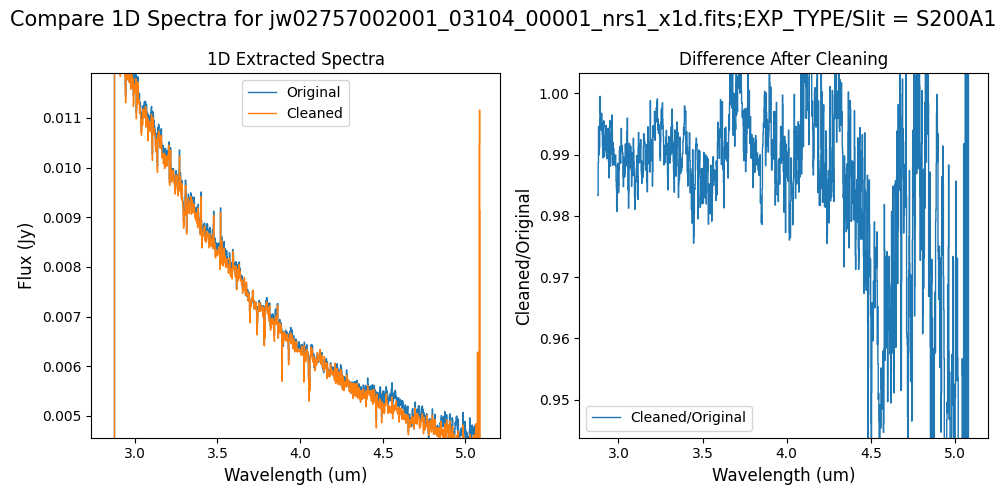 Compare 1D Spectra for jw02757002001_03104_00001_nrs1_x1d.fits;EXP_TYPE/Slit = S200A1
1D Extracted Spectra
Original
Cleaned
0.011
0.010
0.009
0.008
0.007
0.006
0.005
Flux (Jy)
3.0 3.5 4.0 4.5 5.0
Wavelength (um)
Difference After Cleaning
1.00
0.99
0.98
0.97
0.96
0.95
Cleaned/Original
Cleaned/Original
3.0 3.5 4.0 4.5 5.0
Wavelength (um)